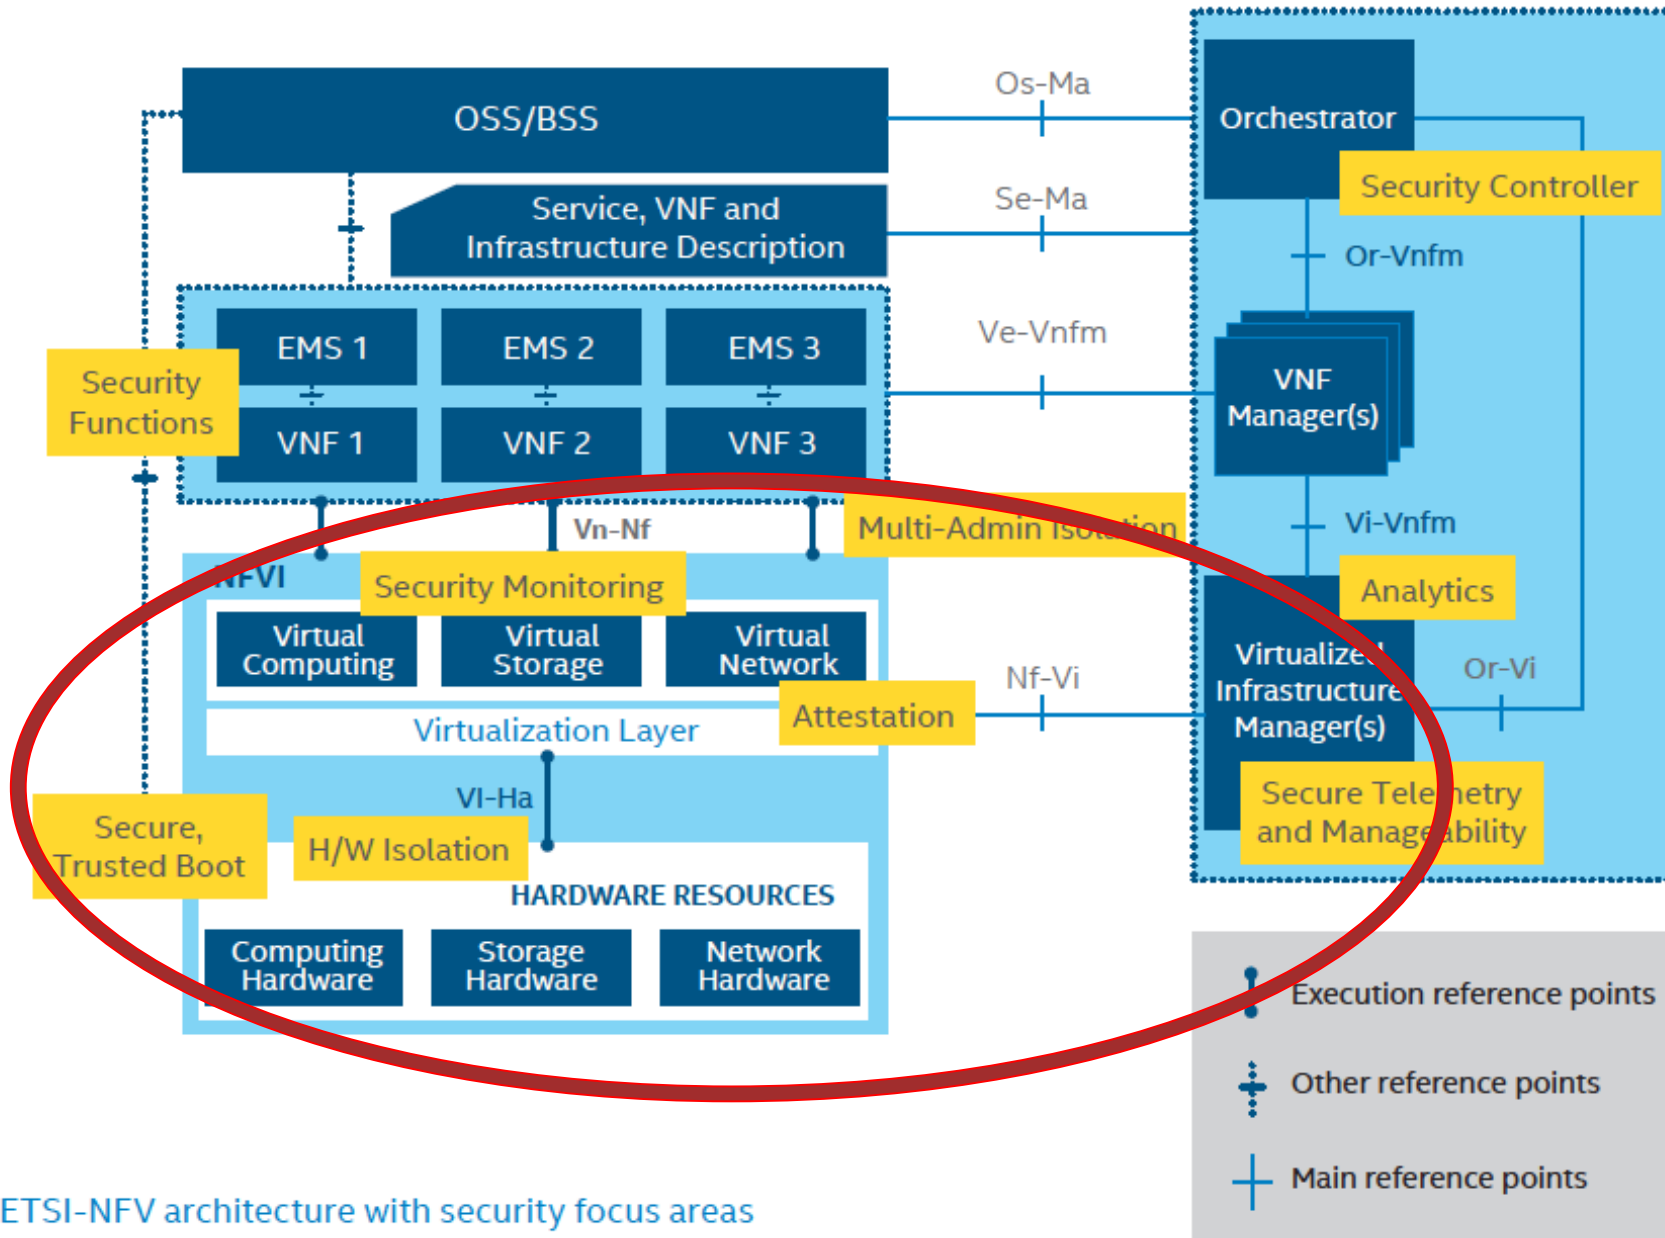 OSS/BSS
Os-Ma
Orchestrator
Security Controller
Service, VNF and
Infrastructure Description
Se-Ma
Or-Vnfm
EMS 1
EMS 2
EMS 3
Ve-Vnfm
Security
Functions
VNF 1
VNF 2
VNF 3
VNF
Manager(s)
Vn-Nf
Multi-Admin Isolation
Vi-Vnfm
NFVI
Security Monitoring
Analytics
Virtual
Computing
Virtual
Storage
Virtual
Network
Attestation
Nf-Vi
Virtualized
Infrastructure
Manager(s)
Or-Vi
Virtualization Layer
VI-Ha
Secure,
Trusted Boot
H/W Isolation
Secure Telemetry
and Manageability
HARDWARE RESOURCES
Computing
Hardware
Storage
Hardware
Network
Hardware
Execution reference points
Other reference points
Main reference points
ETSI-NFV architecture with security focus areas